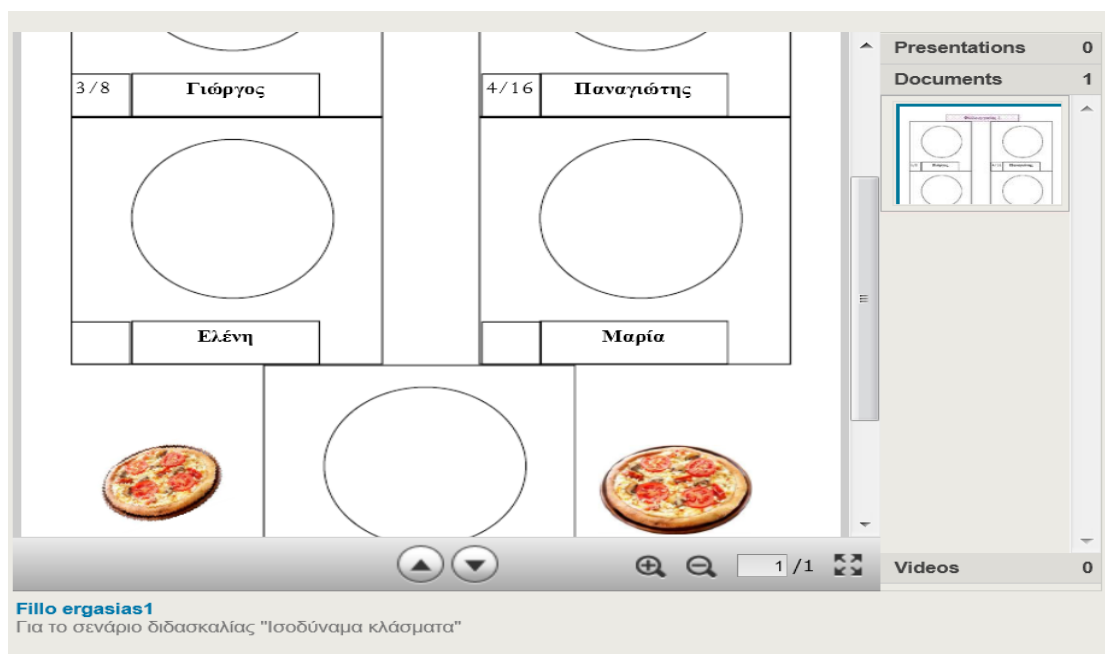 Presentations 0
Documents 1
3/8 Γιώργος
4/16 Παναγιώτης
Ελένη
Μαρία
1 /1
Videos 0
Fillo ergasias1
Για το σενάριο διδασκαλίας "Ισοδύναμα κλάσματα"